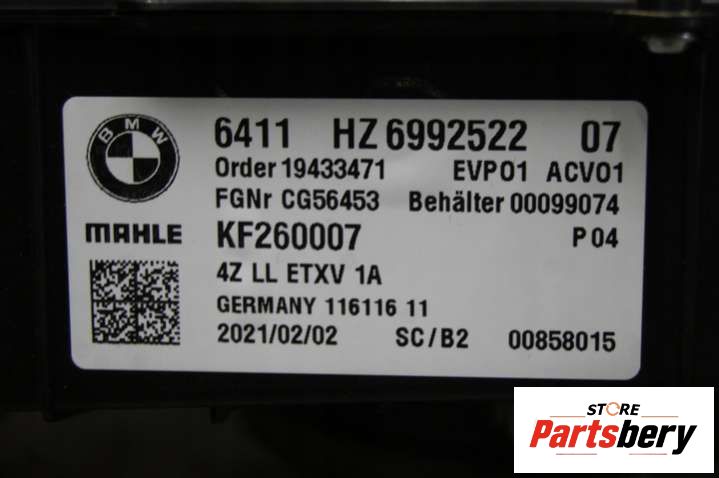 BMW
6411 HZ 6992522 07
Order 19433471 EVP01 ACV01
FGNr CG56453 Behälter 00099074
MAHLE KF260007 P 04
4Z LL ETXV 1A
GERMANY 116116 11
2021/02/02 SC/B2 00858015
STORE
Partsbery